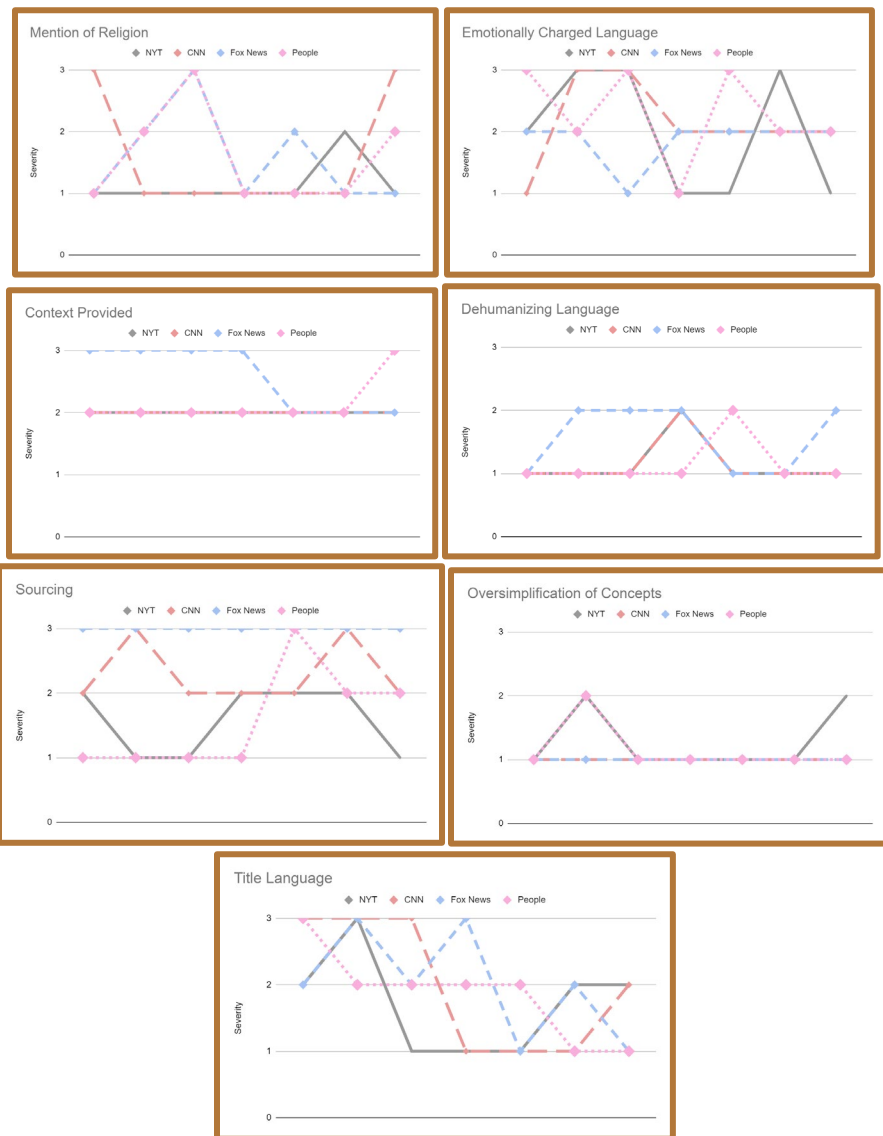 Mention of Religion
NYT CNN Fox News People
3
2
1
0
Severity
Emotionally Charged Language
NYT CNN Fox News People
3
2
1
0
Severity
Context Provided
NYT CNN Fox News People
3
2
1
0
Severity
Dehumanizing Language
NYT CNN Fox News People
3
2
1
0
Severity
Sourcing
NYT CNN Fox News People
3
2
1
0
Severity
Oversimplification of Concepts
NYT CNN Fox News People
3
2
1
0
Severity
Title Language
NYT CNN Fox News People
3
2
1
0
Severity